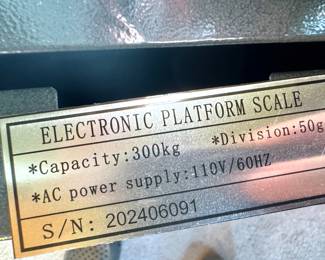 ELECTRONIC PLATFORM SCALE
*Capacity:300kg *Division:50g
*AC power supply:110V/60HZ
S/N: 202406091